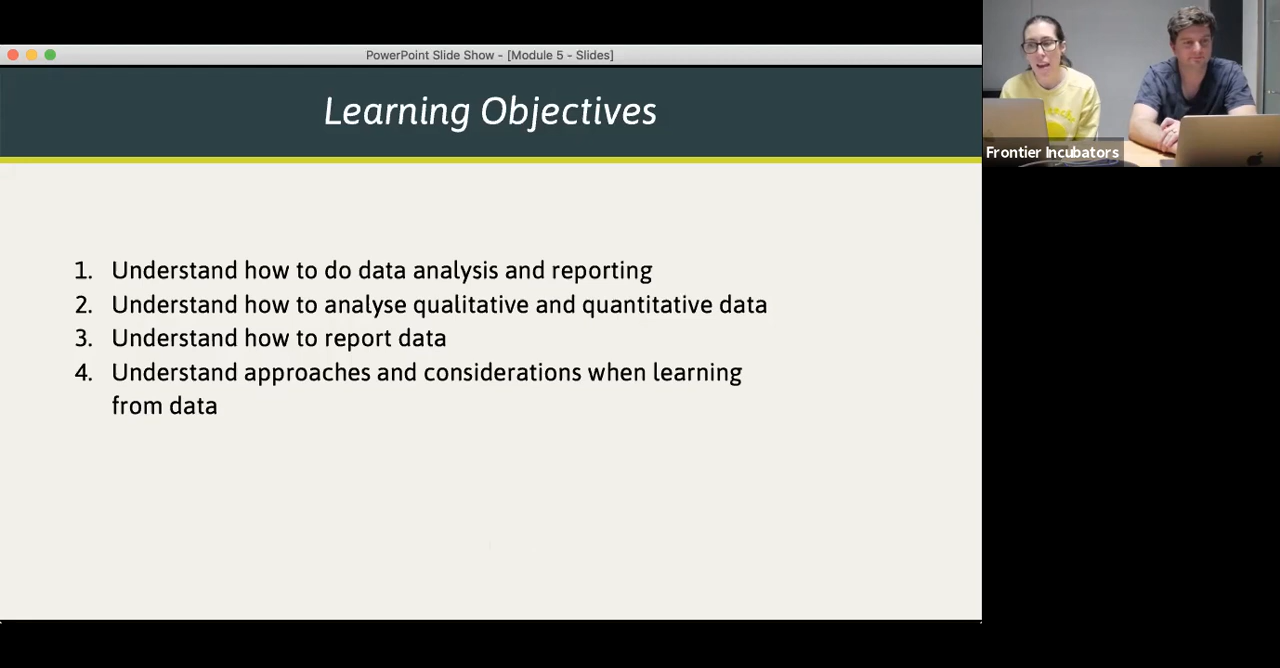 PowerPoint Slide Show - [Module 5 - Slides]
Learning Objectives
1. Understand how to do data analysis and reporting
2. Understand how to analyse qualitative and quantitative data
3. Understand how to report data
4. Understand approaches and considerations when learning
from data
Frontier Incubators